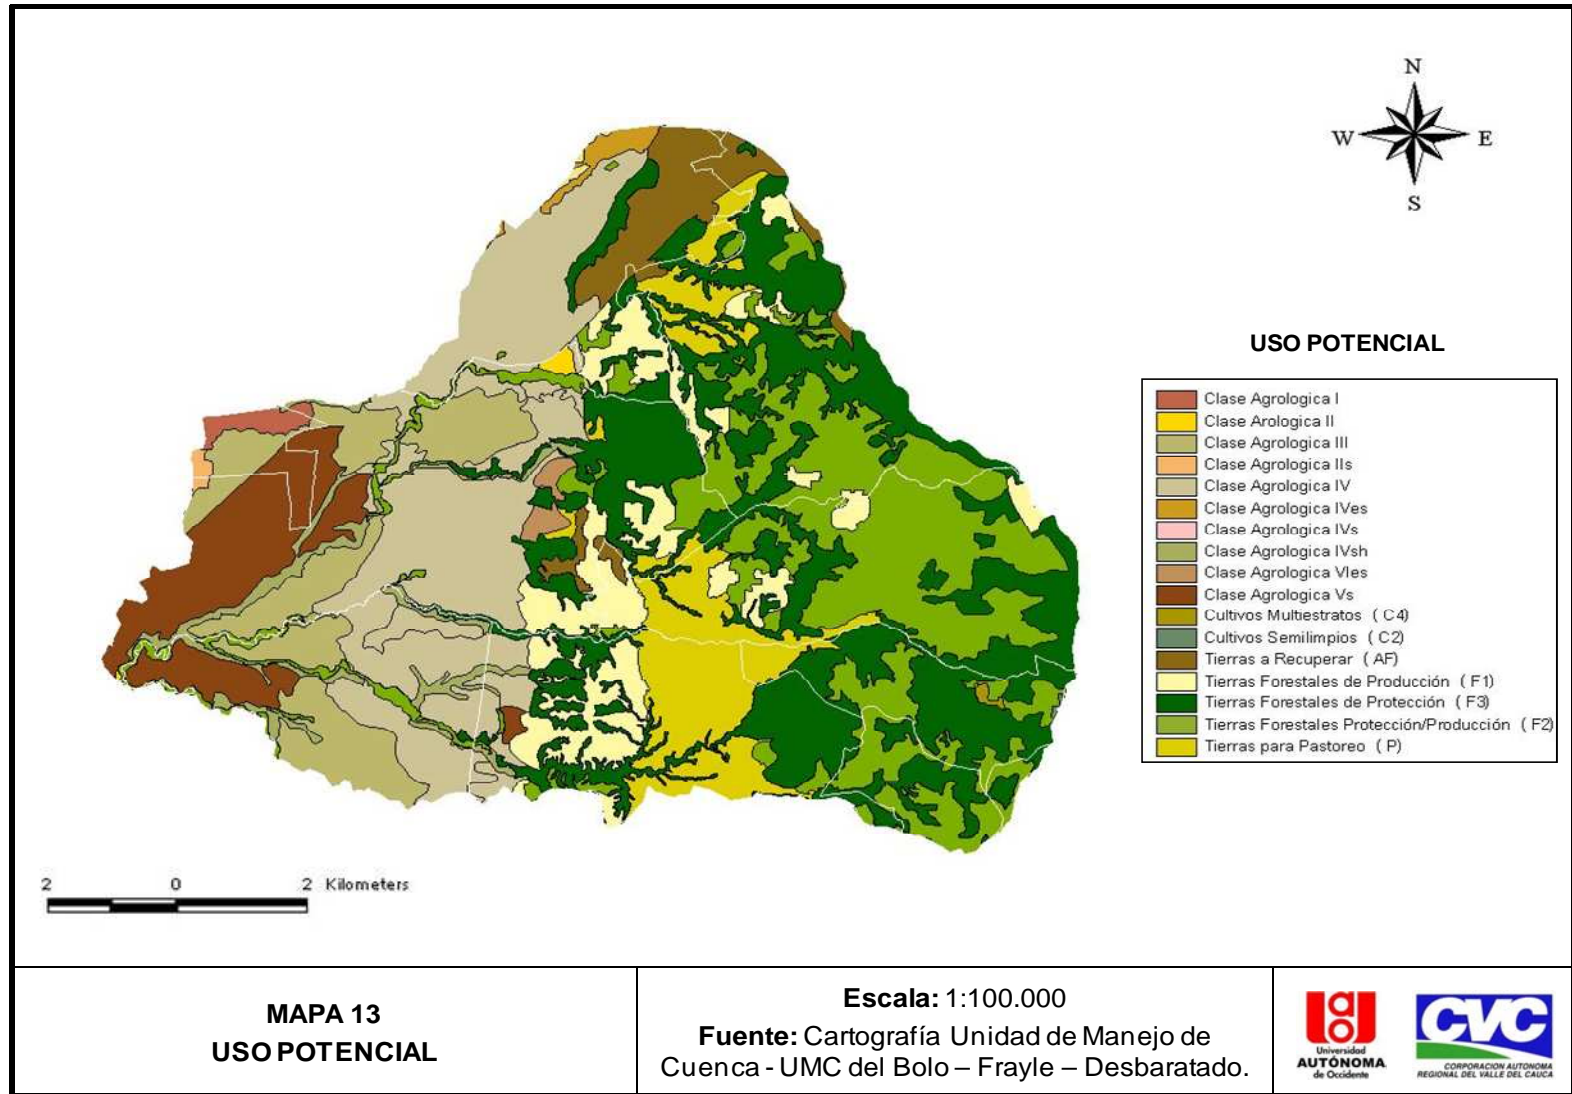 N
W
E
S
USO POTENCIAL
Clase Agrologica I
Clase Arologica II
Clase Agrologica III
Clase Agrologica IIs
Clase Agrologica IV
Clase Agrologica IVes
Clase Agrologica IVs
Clase Agrologica IVsh
Clase Agrologica VIes
Clase Agrologica Vs
Cultivos Multiestratos ( C4)
Cultivos Semilimpios ( C2)
Tierras a Recuperar ( AF)
Tierras Forestales de Producción ( F1)
Tierras Forestales de Protección ( F3)
Tierras Forestales Protección/Producción ( F2)
Tierras para Pastoreo ( P)
2 0 2 Kilometers
MAPA 13
USO POTENCIAL
Escala: 1:100.000
Fuente: Cartografía Unidad de Manejo de
Cuenca - UMC del Bolo – Frayle – Desbaratado.
Universidad
AUTÓNOMA
de Occidente
CVC
CORPORACION AUTONOMA
REGIONAL DEL VALLE DEL CAUCA